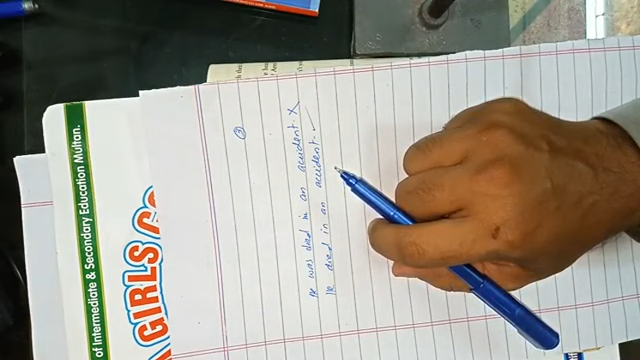 ③
He was died in an accident ✗
He died in an accident. ✓
of Intermediate & Secondary Education Multan.
GIRLS